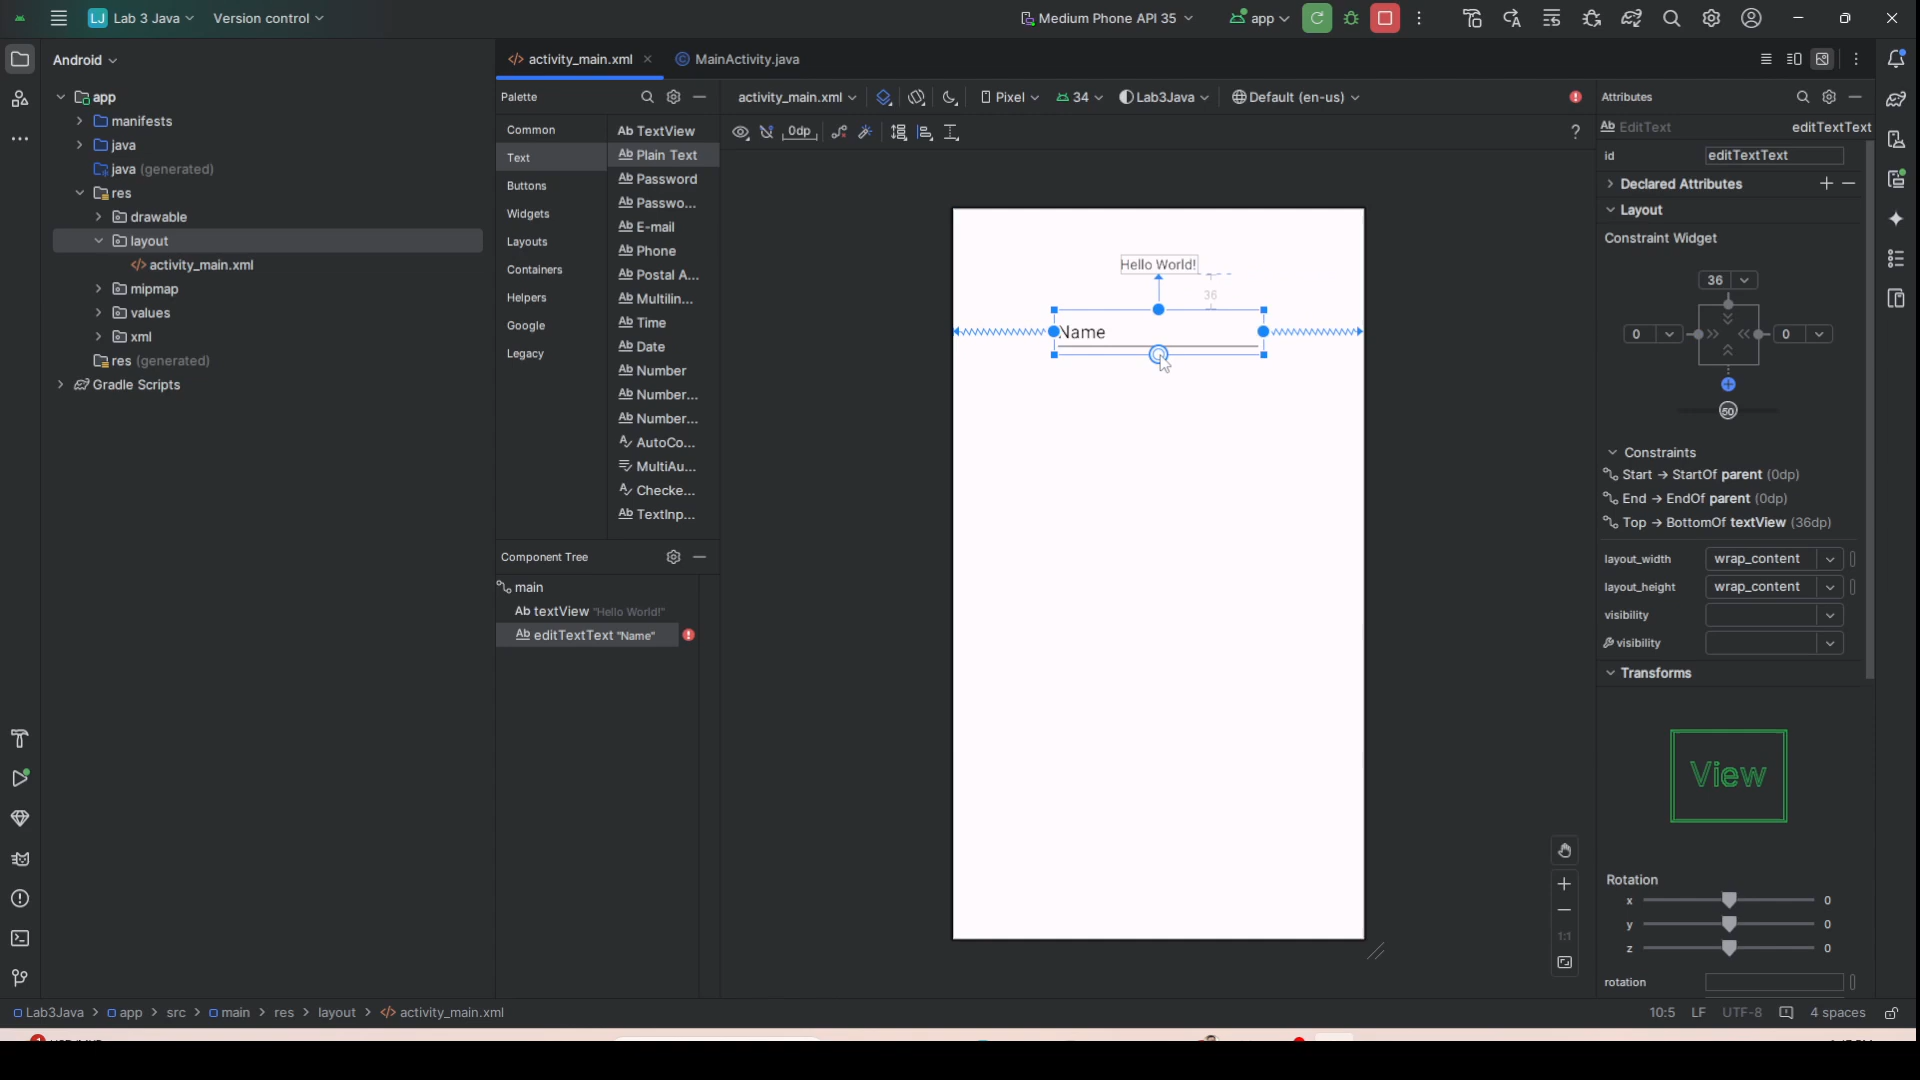 LJ Lab 3 Java Version control Medium Phone API 35 app
Android activity_main.xml MainActivity.java
app
manifests
java
java (generated)
res
drawable
layout
activity_main.xml
mipmap
values
xml
res (generated)
Gradle Scripts
Palette
Common
Text
Buttons
Widgets
Layouts
Containers
Helpers
Google
Legacy
Ab TextView
Ab Plain Text
Ab Password
Ab Passwo...
Ab E-mail
Ab Phone
Ab Postal A...
Ab Multilin...
Ab Time
Ab Date
Ab Number
Ab Number...
Ab Number...
AutoCo...
MultiAu...
Checke...
Ab TextInp...
Component Tree
main
Ab textView "Hello World!"
Ab editTextText "Name"
activity_main.xml Pixel 34 Lab3Java Default (en-us)
0dp ?
Hello World!
36
Name
1:1
Attributes
Ab EditText editTextText
id editTextText
Declared Attributes
Layout
Constraint Widget
36
0 0
50
Constraints
Start → StartOf parent (0dp)
End → EndOf parent (0dp)
Top → BottomOf textView (36dp)
layout_width wrap_content
layout_height wrap_content
visibility
visibility
Transforms
View
Rotation
x 0
y 0
z 0
rotation
Lab3Java > app > src > main > res > layout > activity_main.xml 10:5 LF UTF-8 4 spaces